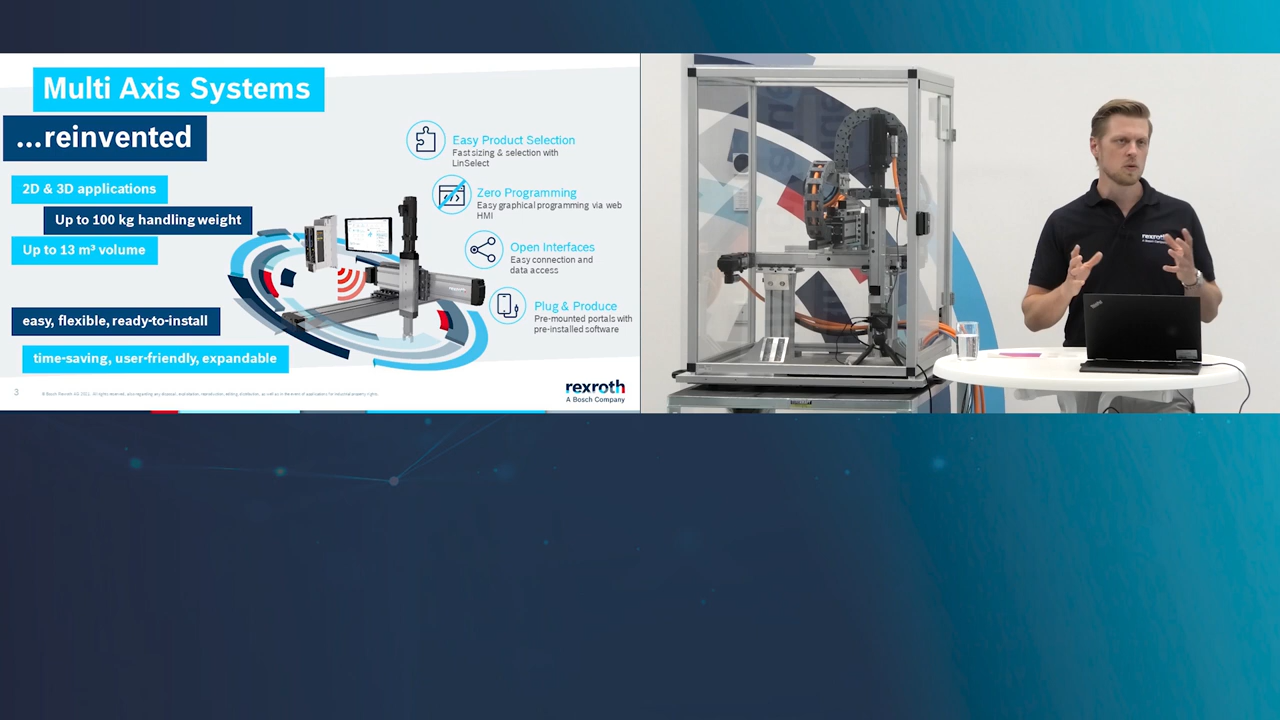 Multi Axis Systems
...reinvented
2D & 3D applications
Up to 100 kg handling weight
Up to 13 m³ volume
easy, flexible, ready-to-install
time-saving, user-friendly, expandable
Easy Product Selection
Fast sizing & selection with
LinSelect
Zero Programming
Easy graphical programming via web
HMI
Open Interfaces
Easy connection and
data access
Plug & Produce
Pre-mounted portals with
pre-installed software
3
rexroth
A Bosch Company
rexroth
A Bosch Company